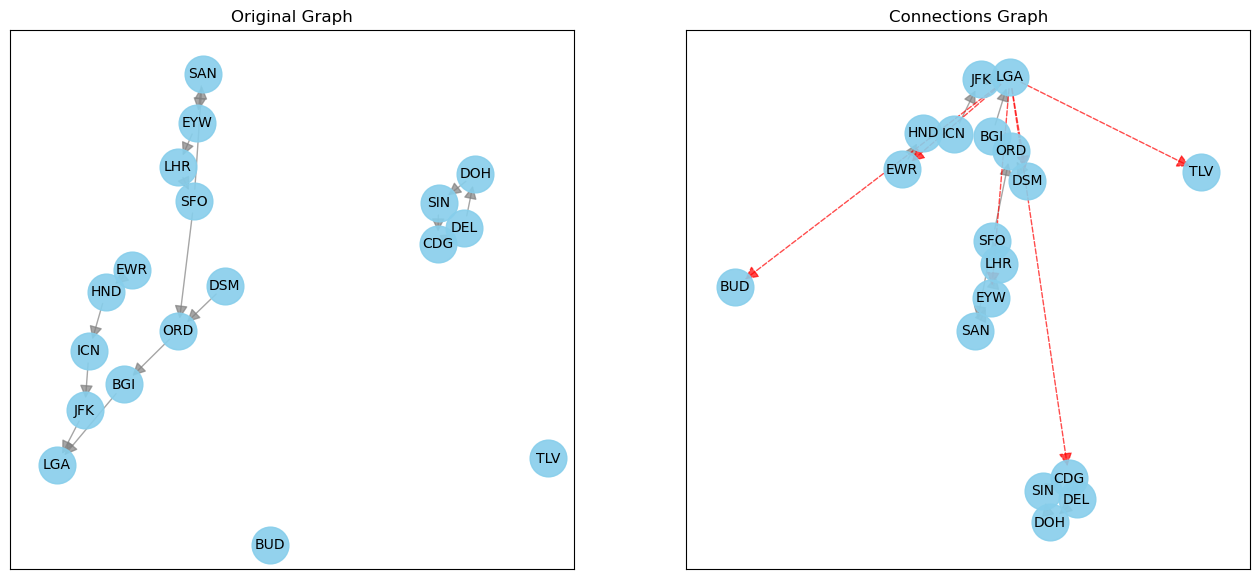 Original Graph
SAN
EYW
LHR
SFO
DOH
SIN
DEL
CDG
EWR
HND
DSM
ORD
ICN
BGI
JFK
LGA
TLV
BUD
Connections Graph
JFK
LGA
HND
ICN
BGI
ORD
EWR
DSM
TLV
SFO
LHR
BUD
EYW
SAN
CDG
SIN
DEL
DOH